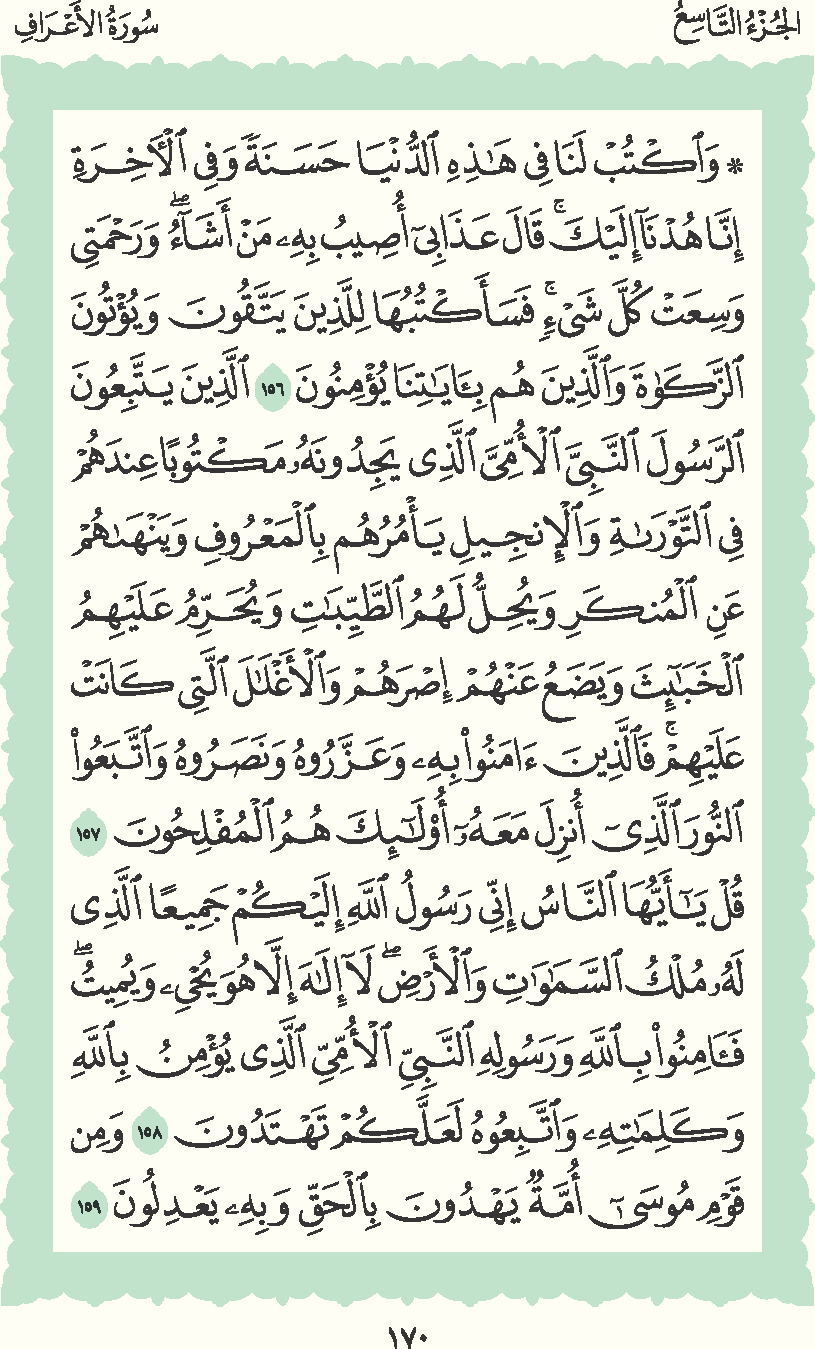 الجُزْءُ التَّاسِعُ
سُورَةُ الأَعْرَافِ
۞ وَٱكۡتُبۡ لَنَا فِي هَٰذِهِ ٱلدُّنۡيَا حَسَنَةٗ وَفِي ٱلۡأٓخِرَةِ
إِنَّا هُدۡنَآ إِلَيۡكَۚ قَالَ عَذَابِيٓ أُصِيبُ بِهِۦ مَنۡ أَشَآءُۖ وَرَحۡمَتِي
وَسِعَتۡ كُلَّ شَيۡءٖۚ فَسَأَكۡتُبُهَا لِلَّذِينَ يَتَّقُونَ وَيُؤۡتُونَ
ٱلزَّكَوٰةَ وَٱلَّذِينَ هُم بِـَٔايَٰتِنَا يُؤۡمِنُونَ ١٥٦ ٱلَّذِينَ يَتَّبِعُونَ
ٱلرَّسُولَ ٱلنَّبِيَّ ٱلۡأُمِّيَّ ٱلَّذِي يَجِدُونَهُۥ مَكۡتُوبًا عِندَهُمۡ
فِي ٱلتَّوۡرَىٰةِ وَٱلۡإِنجِيلِ يَأۡمُرُهُم بِٱلۡمَعۡرُوفِ وَيَنۡهَىٰهُمۡ
عَنِ ٱلۡمُنكَرِ وَيُحِلُّ لَهُمُ ٱلطَّيِّبَٰتِ وَيُحَرِّمُ عَلَيۡهِمُ
ٱلۡخَبَٰٓئِثَ وَيَضَعُ عَنۡهُمۡ إِصۡرَهُمۡ وَٱلۡأَغۡلَٰلَ ٱلَّتِي كَانَتۡ
عَلَيۡهِمۡۚ فَٱلَّذِينَ ءَامَنُواْ بِهِۦ وَعَزَّرُوهُ وَنَصَرُوهُ وَٱتَّبَعُواْ
ٱلنُّورَ ٱلَّذِيٓ أُنزِلَ مَعَهُۥٓ أُوْلَٰٓئِكَ هُمُ ٱلۡمُفۡلِحُونَ ١٥٧
قُلۡ يَٰٓأَيُّهَا ٱلنَّاسُ إِنِّي رَسُولُ ٱللَّهِ إِلَيۡكُمۡ جَمِيعًا ٱلَّذِي
لَهُۥ مُلۡكُ ٱلسَّمَٰوَٰتِ وَٱلۡأَرۡضِۖ لَآ إِلَٰهَ إِلَّا هُوَ يُحۡيِۦ وَيُمِيتُۖ
فَـَٔامِنُواْ بِٱللَّهِ وَرَسُولِهِ ٱلنَّبِيِّ ٱلۡأُمِّيِّ ٱلَّذِي يُؤۡمِنُ بِٱللَّهِ
وَكَلِمَٰتِهِۦ وَٱتَّبِعُوهُ لَعَلَّكُمۡ تَهۡتَدُونَ ١٥٨ وَمِن
قَوۡمِ مُوسَىٰٓ أُمَّةٞ يَهۡدُونَ بِٱلۡحَقِّ وَبِهِۦ يَعۡدِلُونَ ١٥٩
١٧٠